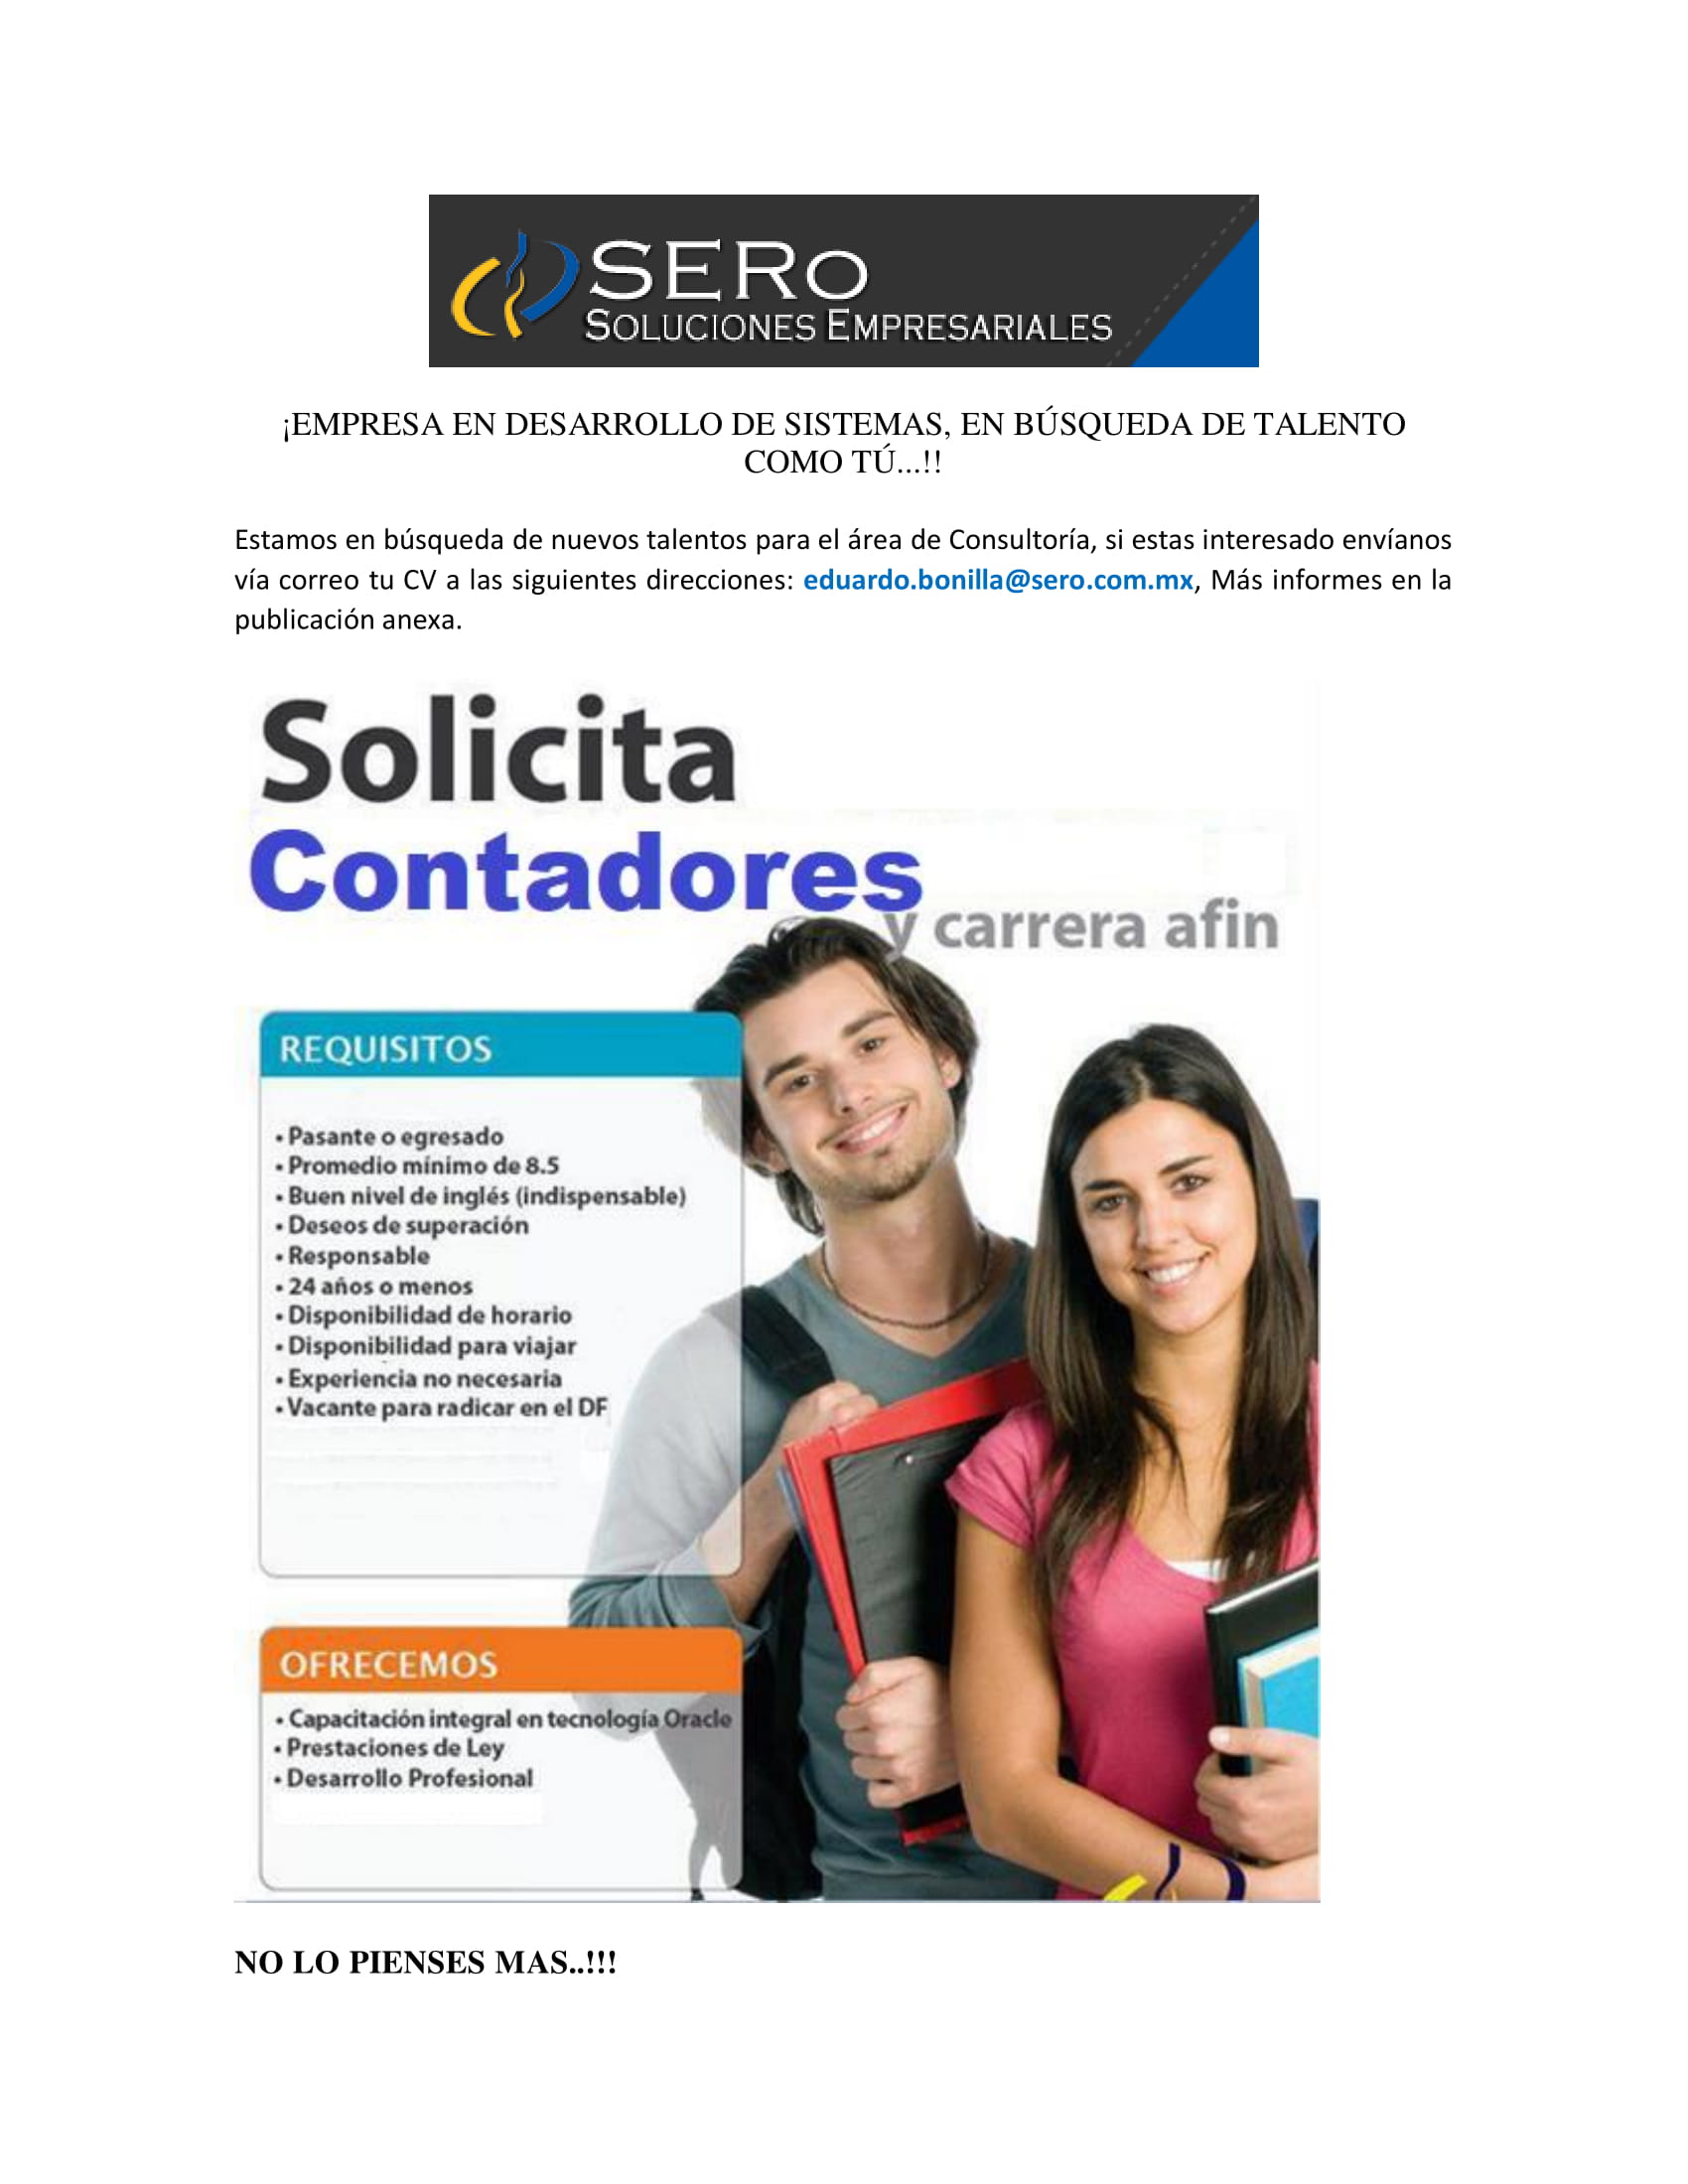 SERO
SOLUCIONES EMPRESARIALES
¡EMPRESA EN DESARROLLO DE SISTEMAS, EN BÚSQUEDA DE TALENTO
COMO TÚ...!!
Estamos en búsqueda de nuevos talentos para el área de Consultoría, si estas interesado envíanos
vía correo tu CV a las siguientes direcciones: eduardo.bonilla@sero.com.mx, Más informes en la
publicación anexa.
Solicita
Contadores
y carrera afin
REQUISITOS
• Pasante o egresado
• Promedio mínimo de 8.5
• Buen nivel de inglés (indispensable)
• Deseos de superación
• Responsable
• 24 años o menos
• Disponibilidad de horario
• Disponibilidad para viajar
• Experiencia no necesaria
• Vacante para radicar en el DF
OFRECEMOS
• Capacitación integral en tecnología Oracle
• Prestaciones de Ley
• Desarrollo Profesional
NO LO PIENSES MAS..!!!